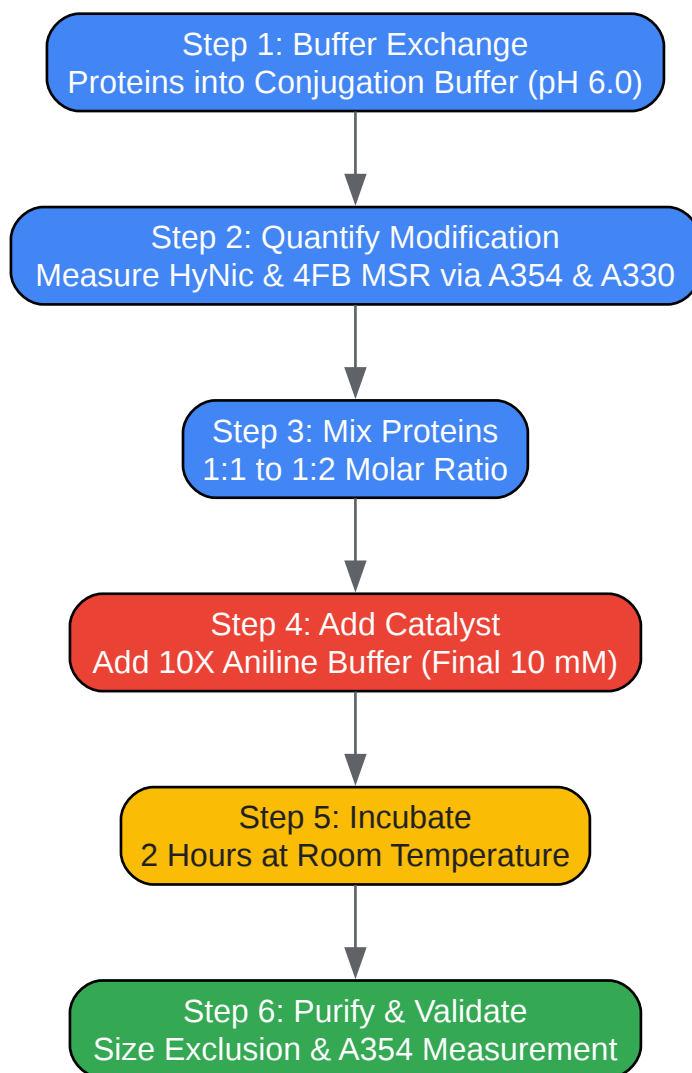 Step 1: Buffer Exchange
Proteins into Conjugation Buffer (pH 6.0)
Step 2: Quantify Modification
Measure HyNic & 4FB MSR via A354 & A330
Step 3: Mix Proteins
1:1 to 1:2 Molar Ratio
Step 4: Add Catalyst
Add 10X Aniline Buffer (Final 10 mM)
Step 5: Incubate
2 Hours at Room Temperature
Step 6: Purify & Validate
Size Exclusion & A354 Measurement